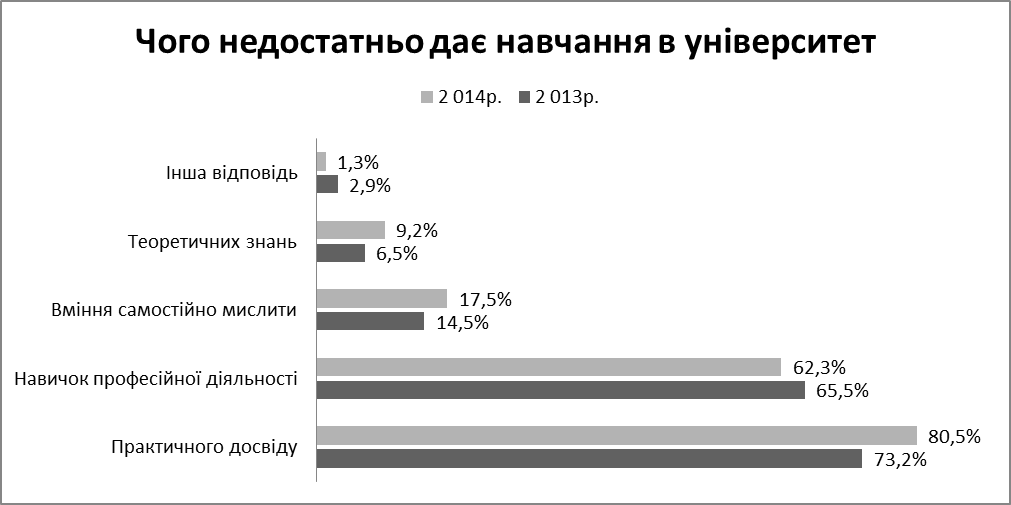 Чого недостатньо дає навчання в університет
2 014р. 2 013р.
Інша відповідь
1,3%
2,9%
Теоретичних знань
9,2%
6,5%
Вміння самостійно мислити
17,5%
14,5%
Навичок професійної діяльності
62,3%
65,5%
Практичного досвіду
80,5%
73,2%